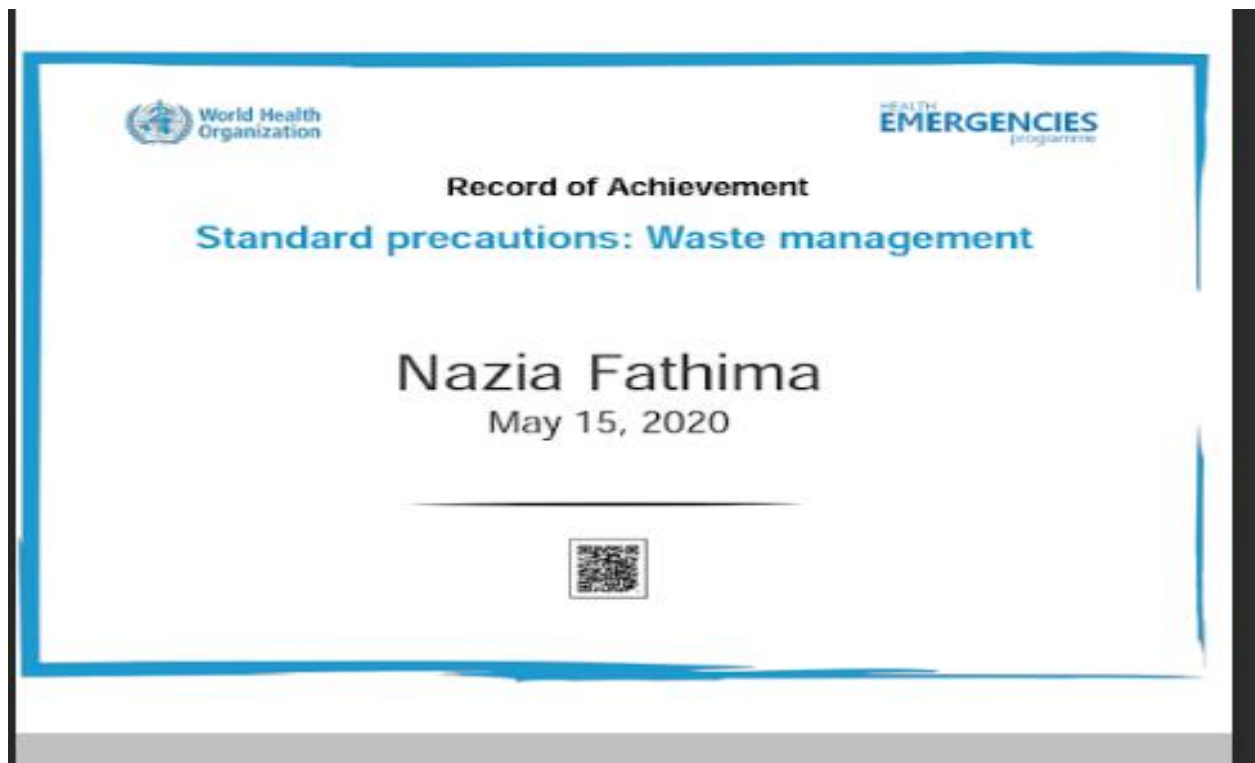 World Health
Organization
HEALTH
EMERGENCIES
programme
Record of Achievement
Standard precautions: Waste management
Nazia Fathima
May 15, 2020